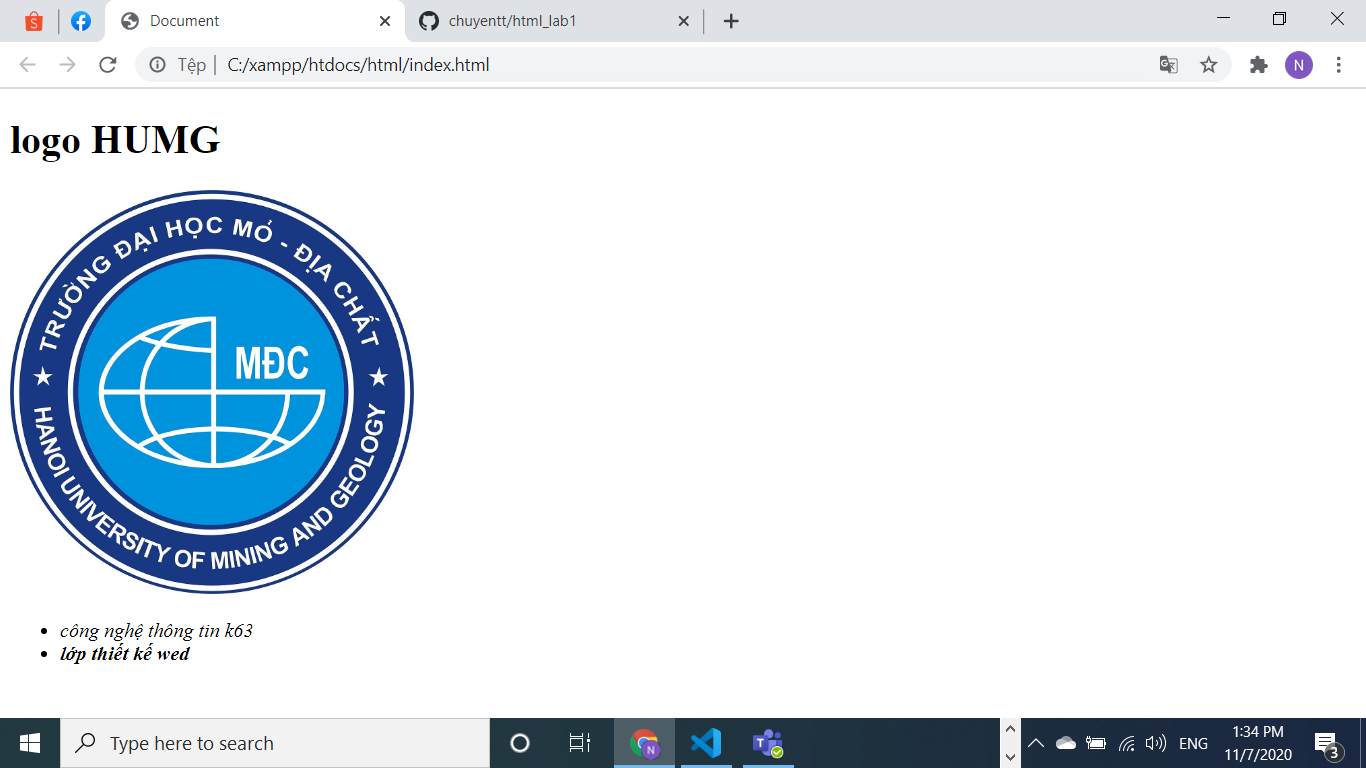 Document
chuyentt/html_lab1
Tệp
C:/xampp/htdocs/html/index.html
N
logo HUMG
TRƯỜNG ĐẠI HỌC MỎ - ĐỊA CHẤT
MĐC
HANOI UNIVERSITY OF MINING AND GEOLOGY
công nghệ thông tin k63
lớp thiết kế wed
Type here to search
N
ENG
1:34 PM
11/7/2020
3